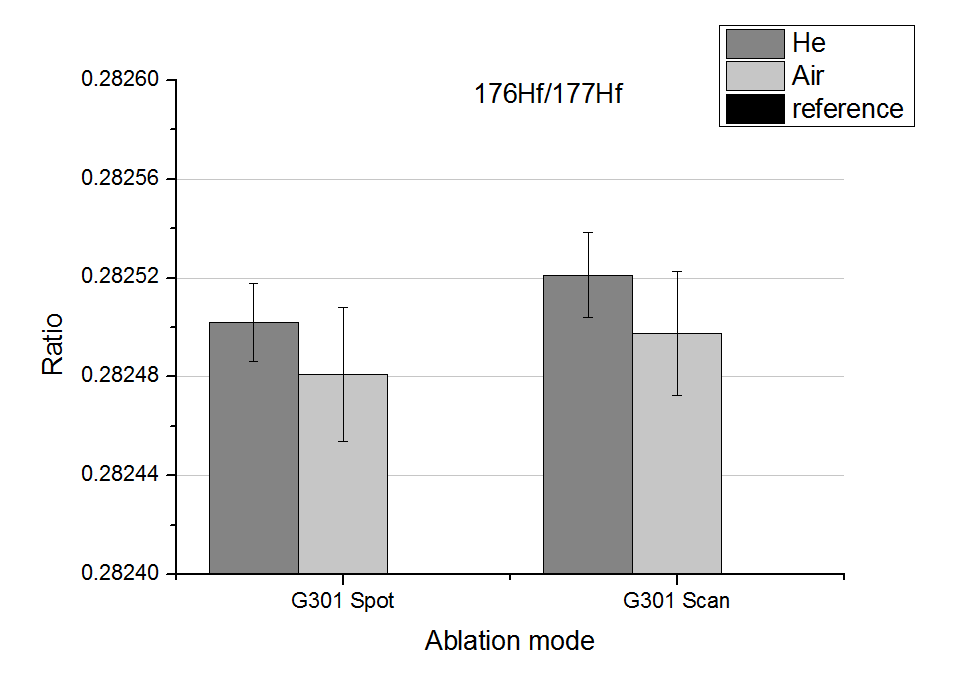 He
Air
reference
176Hf/177Hf
0.28260
0.28256
0.28252
0.28248
0.28244
0.28240
Ratio
G301 Spot
G301 Scan
Ablation mode